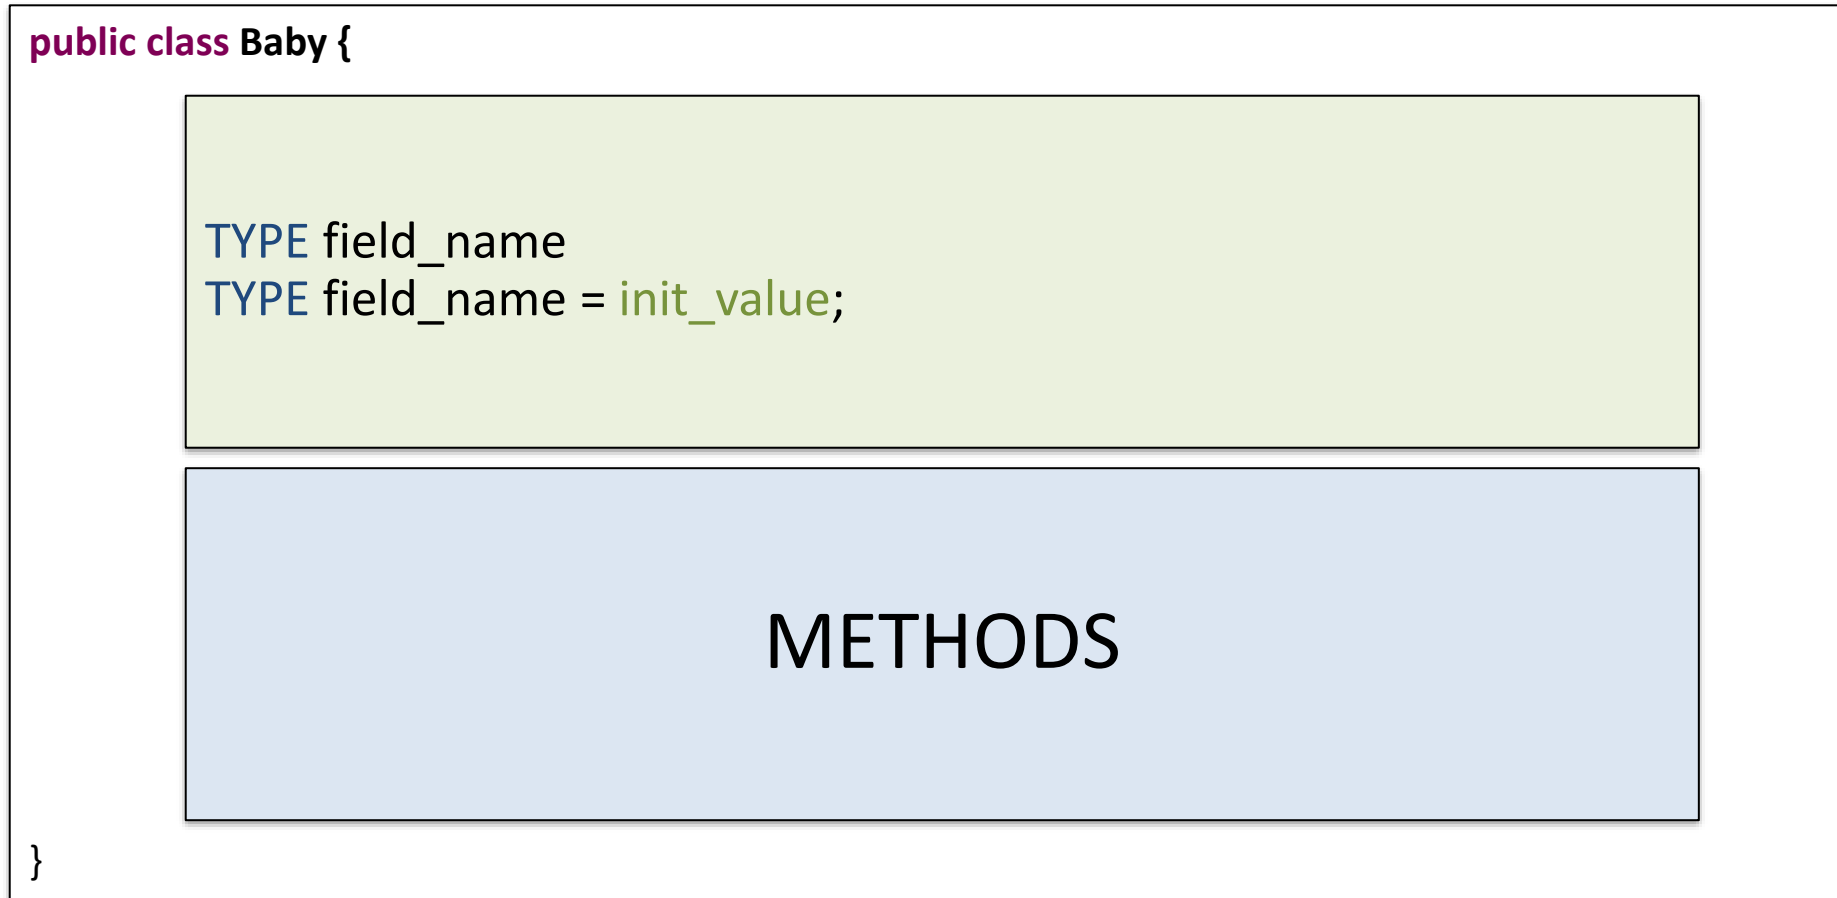 public class Baby {
TYPE field_name
TYPE field_name = init_value;
METHODS
}